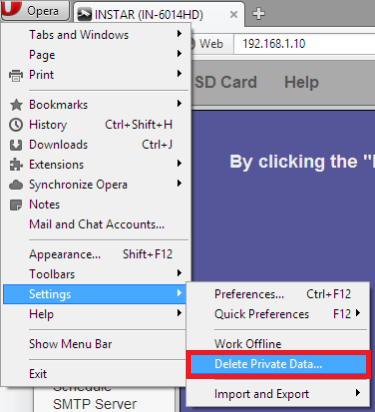 Opera
INSTAR (IN-6014HD)
Web
192.168.1.10
SD Card Help
By clicking the "
Tabs and Windows
Page
Print
Bookmarks
History Ctrl+Shift+H
Downloads Ctrl+J
Extensions
Synchronize Opera
Notes
Mail and Chat Accounts...
Appearance... Shift+F12
Toolbars
Settings
Help
Show Menu Bar
Exit
Preferences... Ctrl+F12
Quick Preferences F12
Work Offline
Delete Private Data...
Import and Export
Schedule
SMTP Server